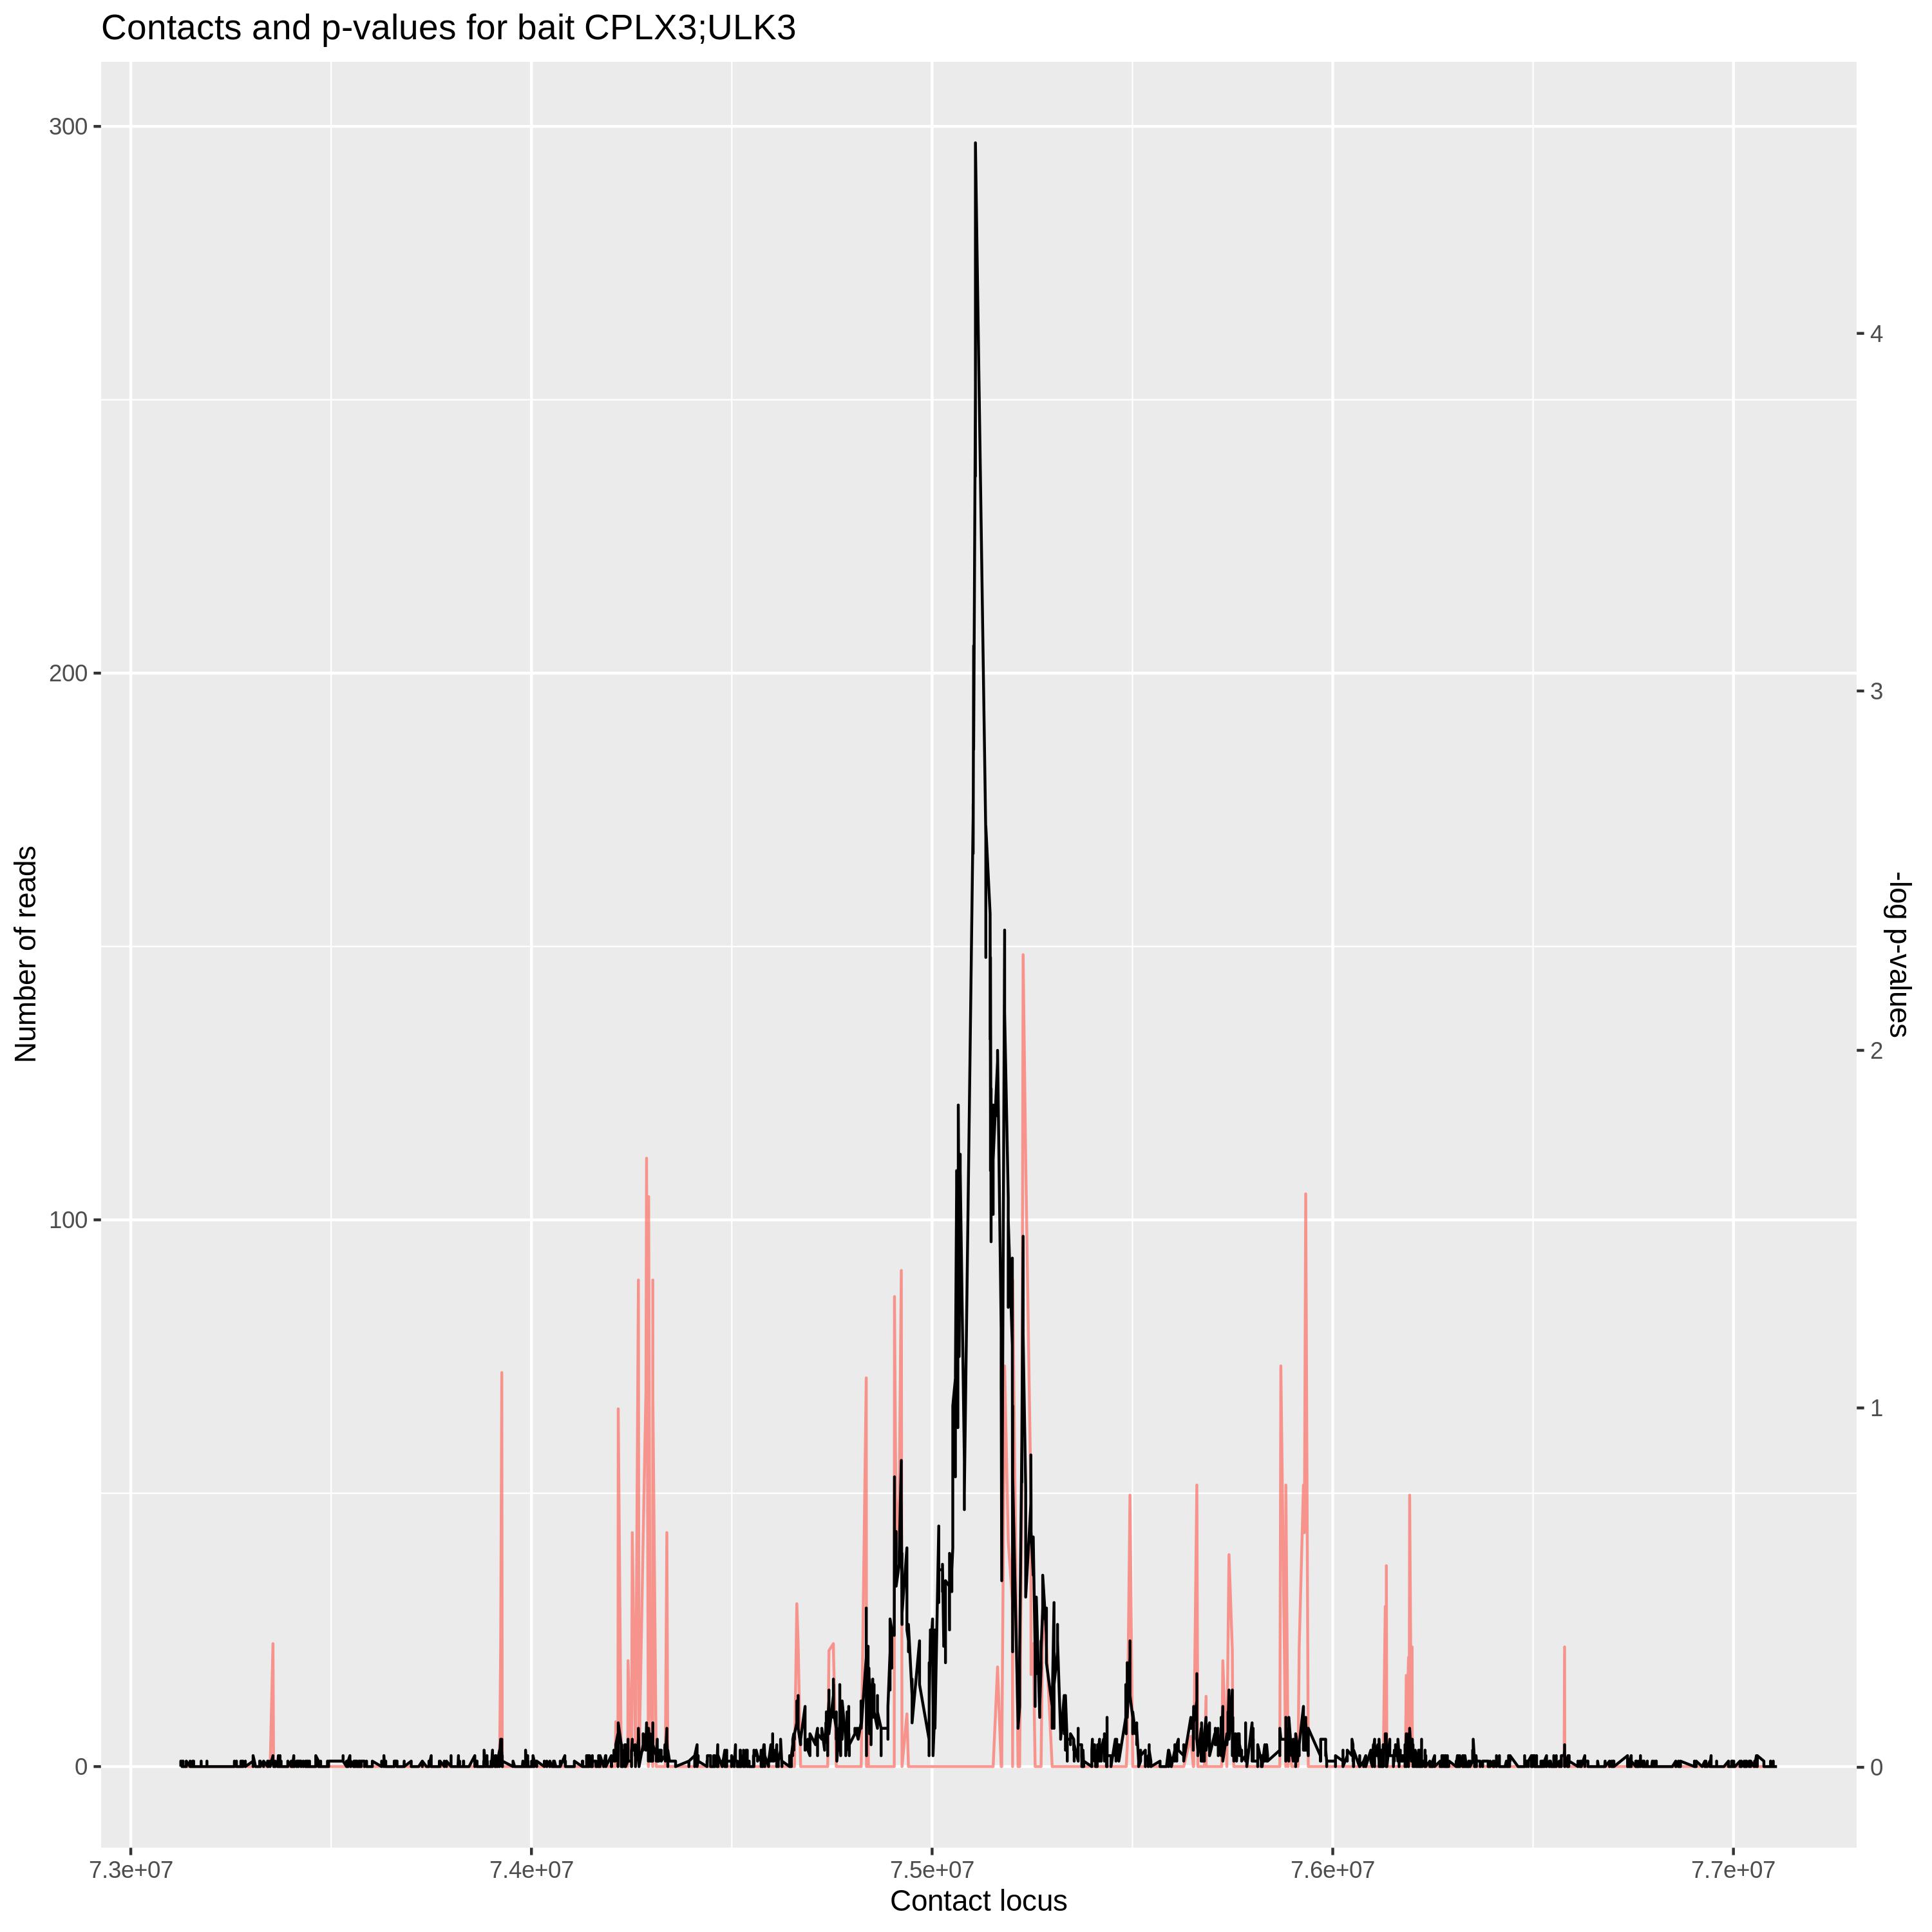 Contacts and p-values for bait CPLX3;ULK3
300
200
100
0
Number of reads
4
3
2
1
0
-log p-values
7.3e+07
7.4e+07
7.5e+07
7.6e+07
7.7e+07
Contact locus